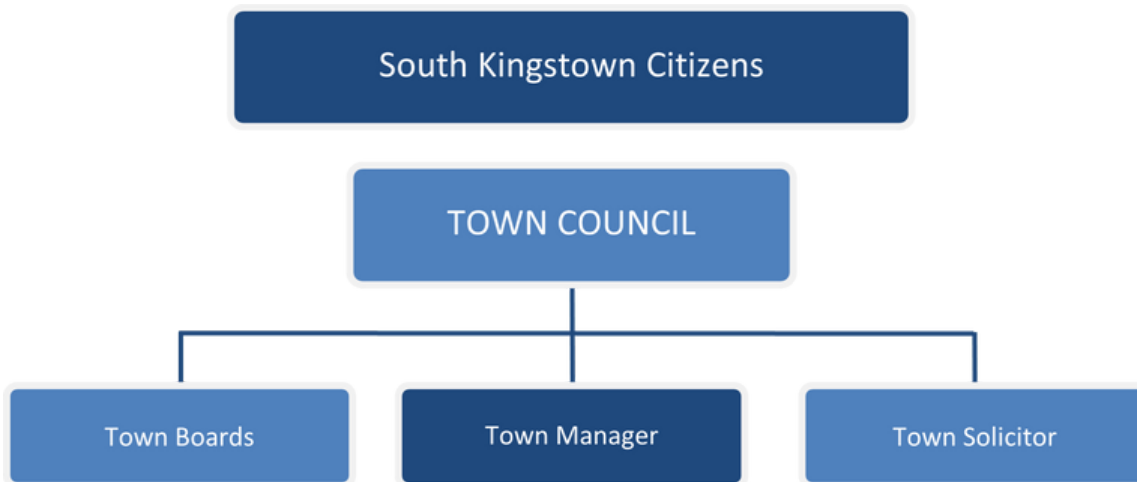 South Kingstown Citizens
TOWN COUNCIL
Town Boards
Town Manager
Town Solicitor